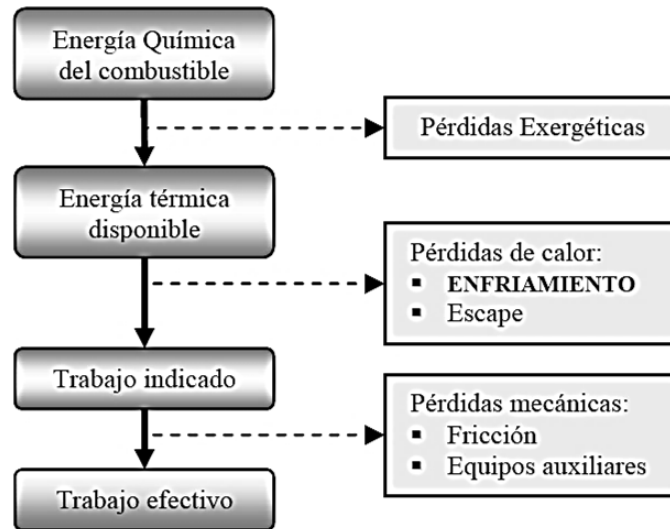 Energía Química
del combustible
Pérdidas Exergéticas
Energía térmica
disponible
Pérdidas de calor:
▪ ENFRIAMIENTO
▪ Escape
Trabajo indicado
Pérdidas mecánicas:
▪ Fricción
▪ Equipos auxiliares
Trabajo efectivo